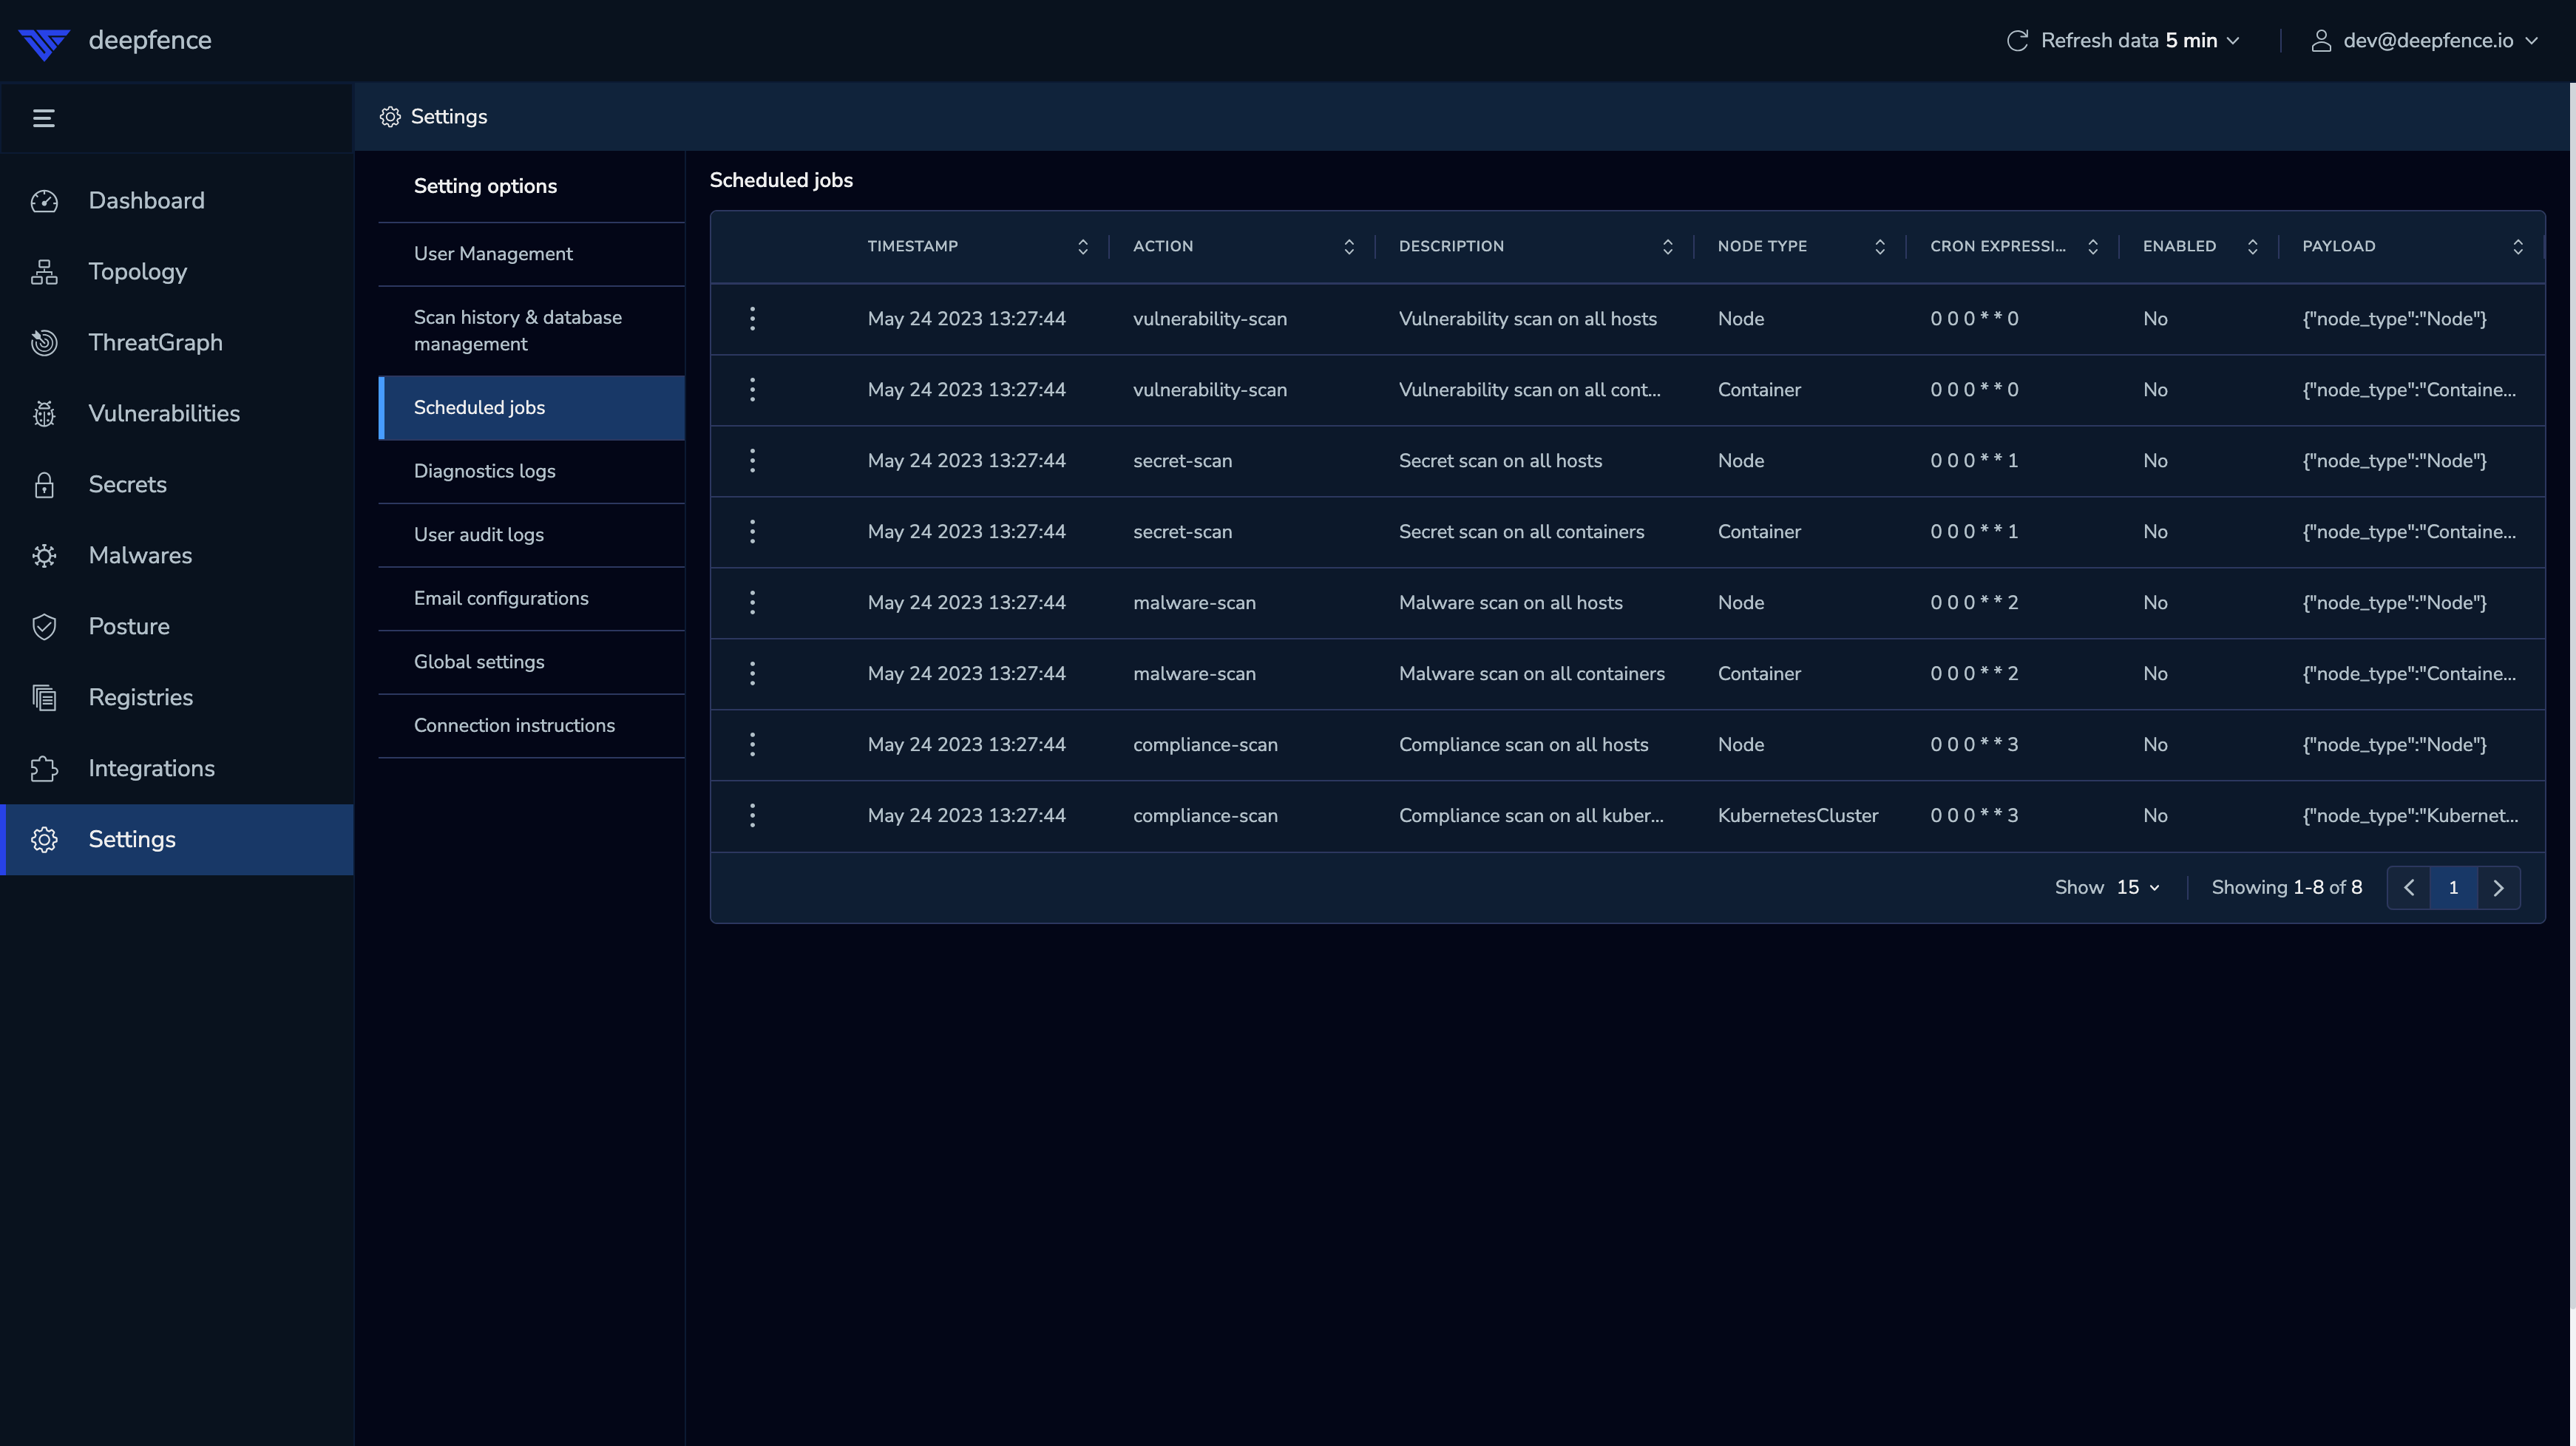 deepfence
Refresh data 5 min
dev@deepfence.io
Dashboard
Topology
ThreatGraph
Vulnerabilities
Secrets
Malwares
Posture
Registries
Integrations
Settings
Settings
Setting options
User Management
Scan history & database
management
Scheduled jobs
Diagnostics logs
User audit logs
Email configurations
Global settings
Connection instructions
Scheduled jobs
TIMESTAMP ACTION DESCRIPTION NODE TYPE CRON EXPRESSI... ENABLED PAYLOAD
May 24 2023 13:27:44 vulnerability-scan Vulnerability scan on all hosts Node 0 0 0 * * 0 No {"node_type":"Node"}
May 24 2023 13:27:44 vulnerability-scan Vulnerability scan on all cont... Container 0 0 0 * * 0 No {"node_type":"Containe...
May 24 2023 13:27:44 secret-scan Secret scan on all hosts Node 0 0 0 * * 1 No {"node_type":"Node"}
May 24 2023 13:27:44 secret-scan Secret scan on all containers Container 0 0 0 * * 1 No {"node_type":"Containe...
May 24 2023 13:27:44 malware-scan Malware scan on all hosts Node 0 0 0 * * 2 No {"node_type":"Node"}
May 24 2023 13:27:44 malware-scan Malware scan on all containers Container 0 0 0 * * 2 No {"node_type":"Containe...
May 24 2023 13:27:44 compliance-scan Compliance scan on all hosts Node 0 0 0 * * 3 No {"node_type":"Node"}
May 24 2023 13:27:44 compliance-scan Compliance scan on all kuber... KubernetesCluster 0 0 0 * * 3 No {"node_type":"Kubernet...
Show 15 Showing 1-8 of 8 1